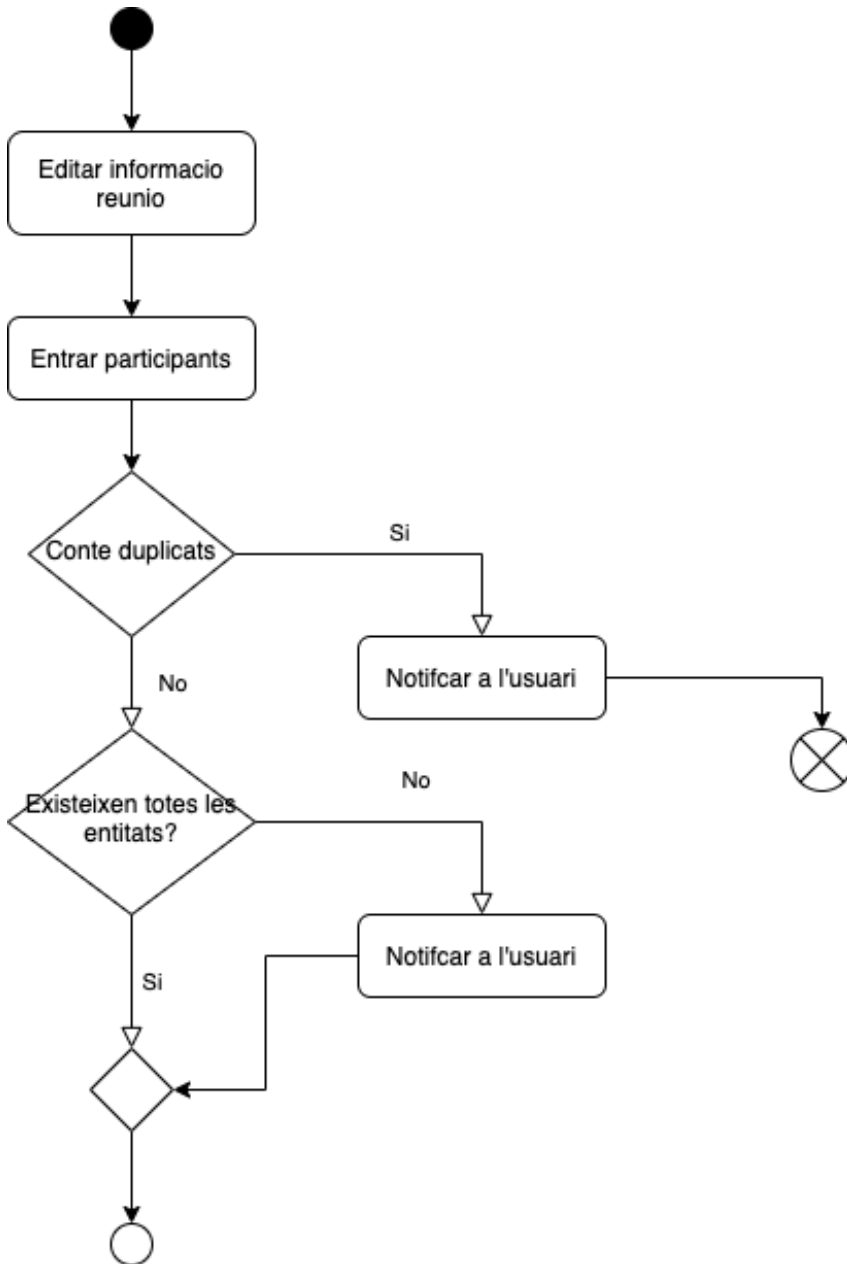 Editar informacio
reunio
Entrar participants
Conte duplicats
Si
No
Notifcar a l'usuari
Existeixen totes les
entitats?
No
Notifcar a l'usuari
Si